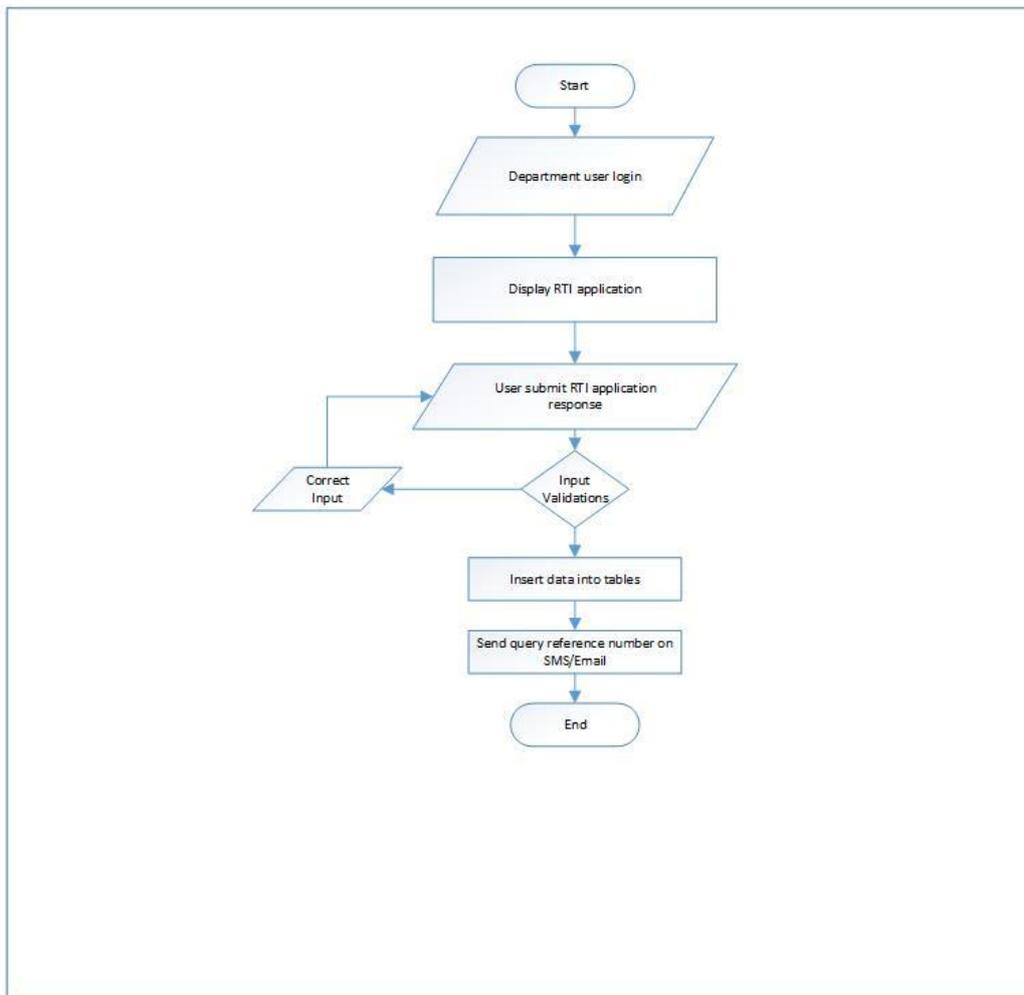 Start
Department user login
Display RTI application
User submit RTI application
response
Input
Validations
Correct
Input
Insert data into tables
Send query reference number on
SMS/Email
End